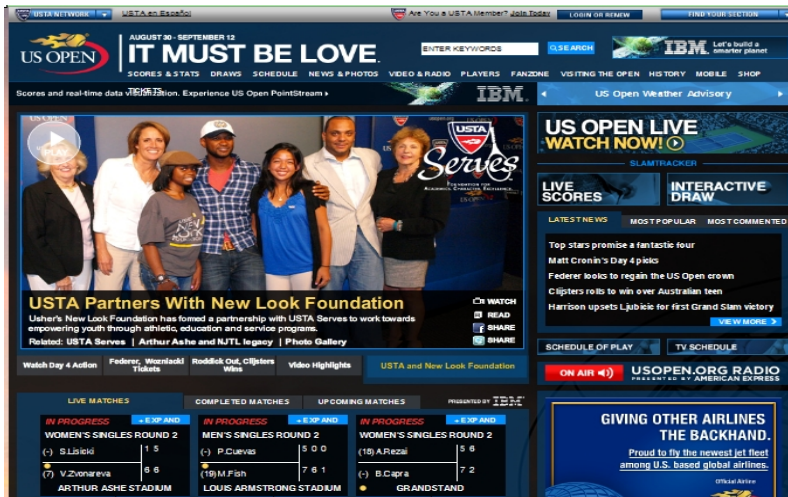 USTA NETWORK
USTA en Español
Are You a USTA Member? Join Today
LOGIN OR RENEW
FIND YOUR SECTION
US OPEN
AUGUST 30 - SEPTEMBER 12
IT MUST BE LOVE.
ENTER KEYWORDS
SEARCH
IBM.
Let's build a
smarter planet
SCORES & STATS DRAWS SCHEDULE NEWS & PHOTOS VIDEO & RADIO PLAYERS FANZONE VISITING THE OPEN HISTORY MOBILE SHOP
TICKETS
Scores and real-time data visualization. Experience US Open PointStream
IBM.
US Open Weather Advisory
PLAY
USTA
Serves
FOUNDATION FOR
ACADEMICS. CHARACTER. EXCELLENCE.
USTA Partners With New Look Foundation
Usher's New Look Foundation has formed a partnership with USTA Serves to work towards
empowering youth through athletic, education and service programs.
Related: USTA Serves | Arthur Ashe and NJTL legacy | Photo Gallery
WATCH
READ
SHARE
SHARE
Watch Day 4 Action
Federer, Wozniacki
Tickets
Roddick Out, Clijsters
Wins
Video Highlights
USTA and New Look Foundation
LIVE MATCHES
COMPLETED MATCHES
UPCOMING MATCHES
PRESENTED BY IBM
IN PROGRESS + EXPAND
WOMEN'S SINGLES ROUND 2
(-) S.Lisicki 1 5
(7) V.Zvonareva 6 6
ARTHUR ASHE STADIUM
IN PROGRESS + EXPAND
MEN'S SINGLES ROUND 2
(-) P.Cuevas 5 0 0
(19) M.Fish 7 6 1
LOUIS ARMSTRONG STADIUM
IN PROGRESS + EXPAND
WOMEN'S SINGLES ROUND 2
(18) A.Rezai 5 6
(-) B.Capra 7 2
GRANDSTAND
US OPEN LIVE
WATCH NOW!
SLAMTRACKER
LIVE
SCORES
INTERACTIVE
DRAW
LATEST NEWS
MOST POPULAR
MOST COMMENTED
Top stars promise a fantastic four
Matt Cronin's Day 4 picks
Federer looks to regain the US Open crown
Clijsters rolls to win over Australian teen
Harrison upsets Ljubicic for first Grand Slam victory
VIEW MORE >
SCHEDULE OF PLAY
TV SCHEDULE
ON AIR
USOPEN.ORG RADIO
PRESENTED BY AMERICAN EXPRESS
GIVING OTHER AIRLINES
THE BACKHAND.
Proud to fly the newest jet fleet
among U.S. based global airlines.
Official Airline